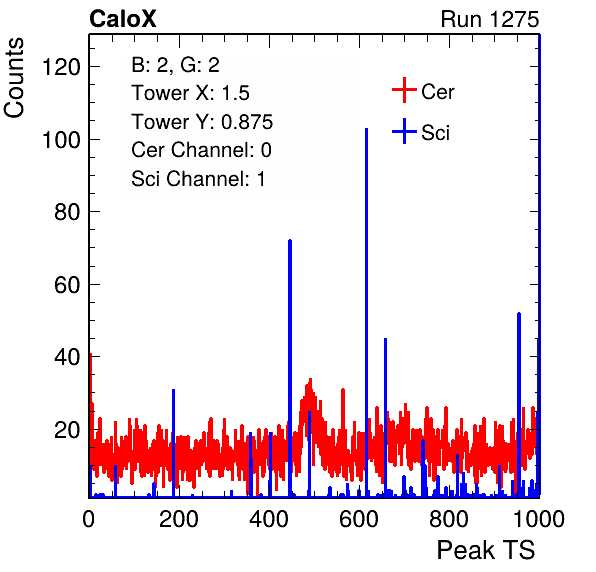 CaloX
Run 1275
B: 2, G: 2
Tower X: 1.5
Tower Y: 0.875
Cer Channel: 0
Sci Channel: 1
Cer
Sci
Counts
120
100
80
60
40
20
0 200 400 600 800 1000
Peak TS